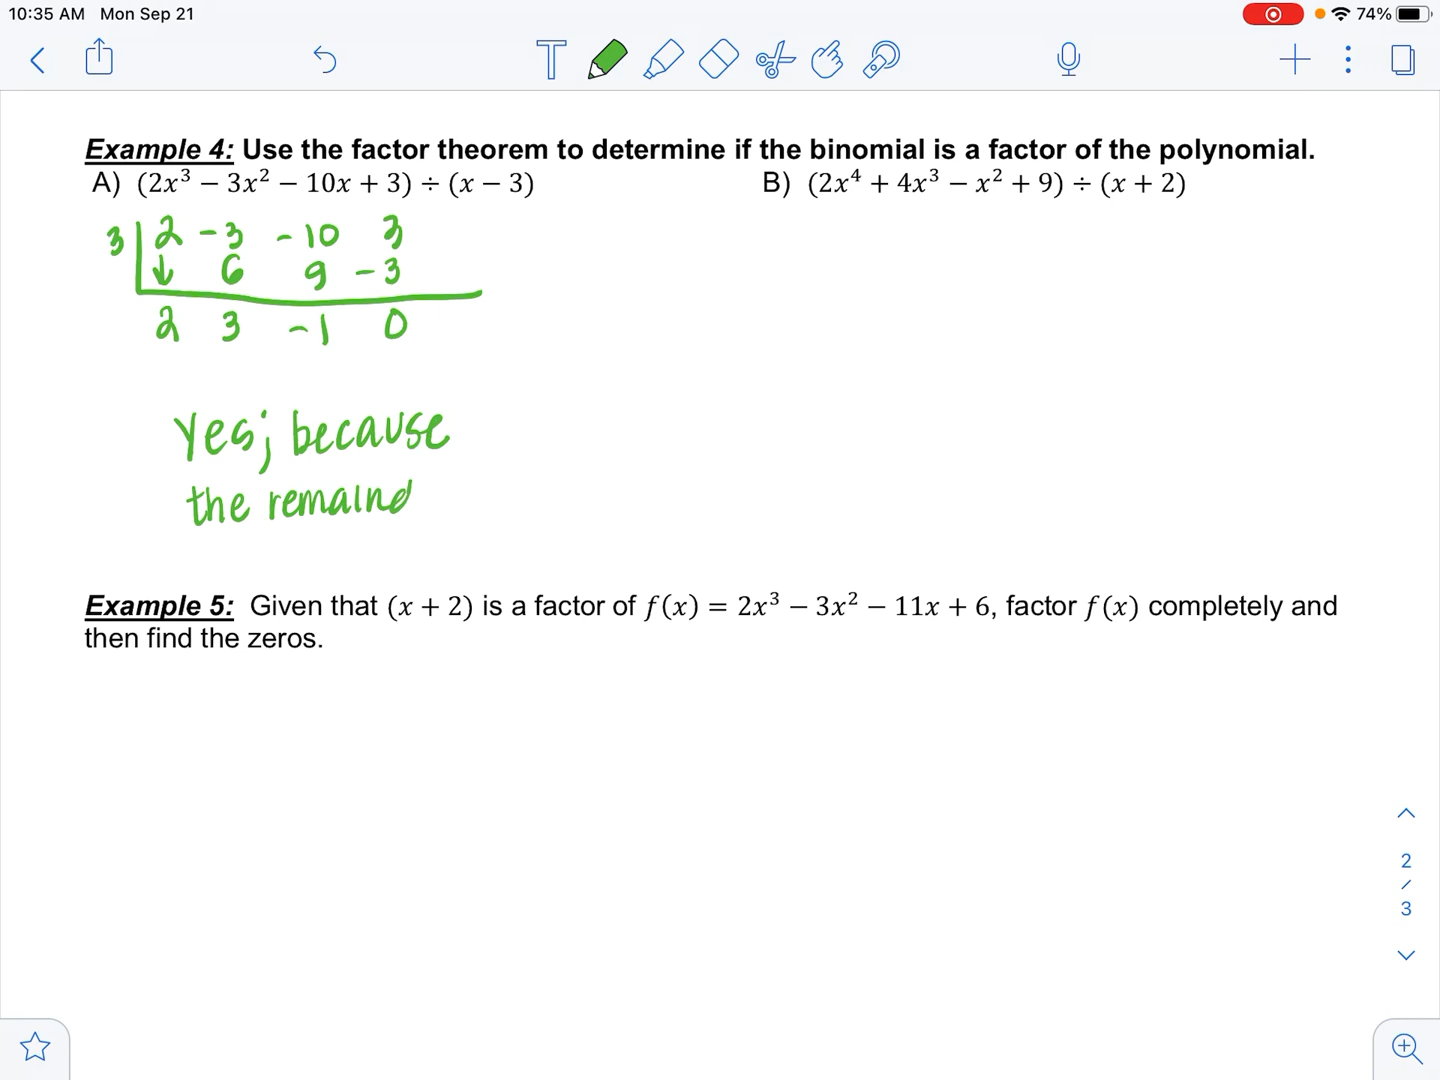 10:35 AM Mon Sep 21
74%
T
Example 4: Use the factor theorem to determine if the binomial is a factor of the polynomial.
A) (2x³ − 3x² − 10x + 3) ÷ (x − 3) B) (2x⁴ + 4x³ − x² + 9) ÷ (x + 2)
3 2 -3 -10 3
↓ 6 9 -3
2 3 -1 0
Yes; because
the remaind
Example 5: Given that (x + 2) is a factor of f(x) = 2x³ − 3x² − 11x + 6, factor f(x) completely and
then find the zeros.
2
/
3